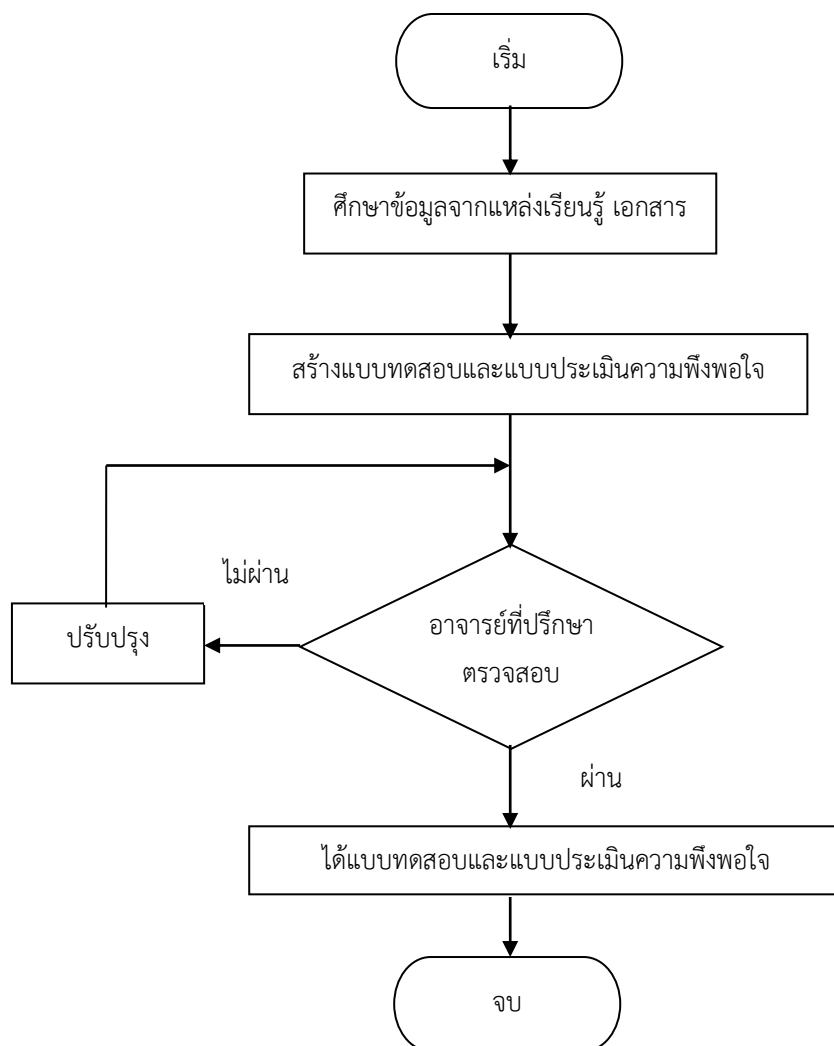 เริ่ม
ศึกษาข้อมูลจากแหล่งเรียนรู้ เอกสาร
สร้างแบบทดสอบและแบบประเมินความพึงพอใจ
ไม่ผ่าน
ปรับปรุง
อาจารย์ที่ปรึกษา
ตรวจสอบ
ผ่าน
ได้แบบทดสอบและแบบประเมินความพึงพอใจ
จบ